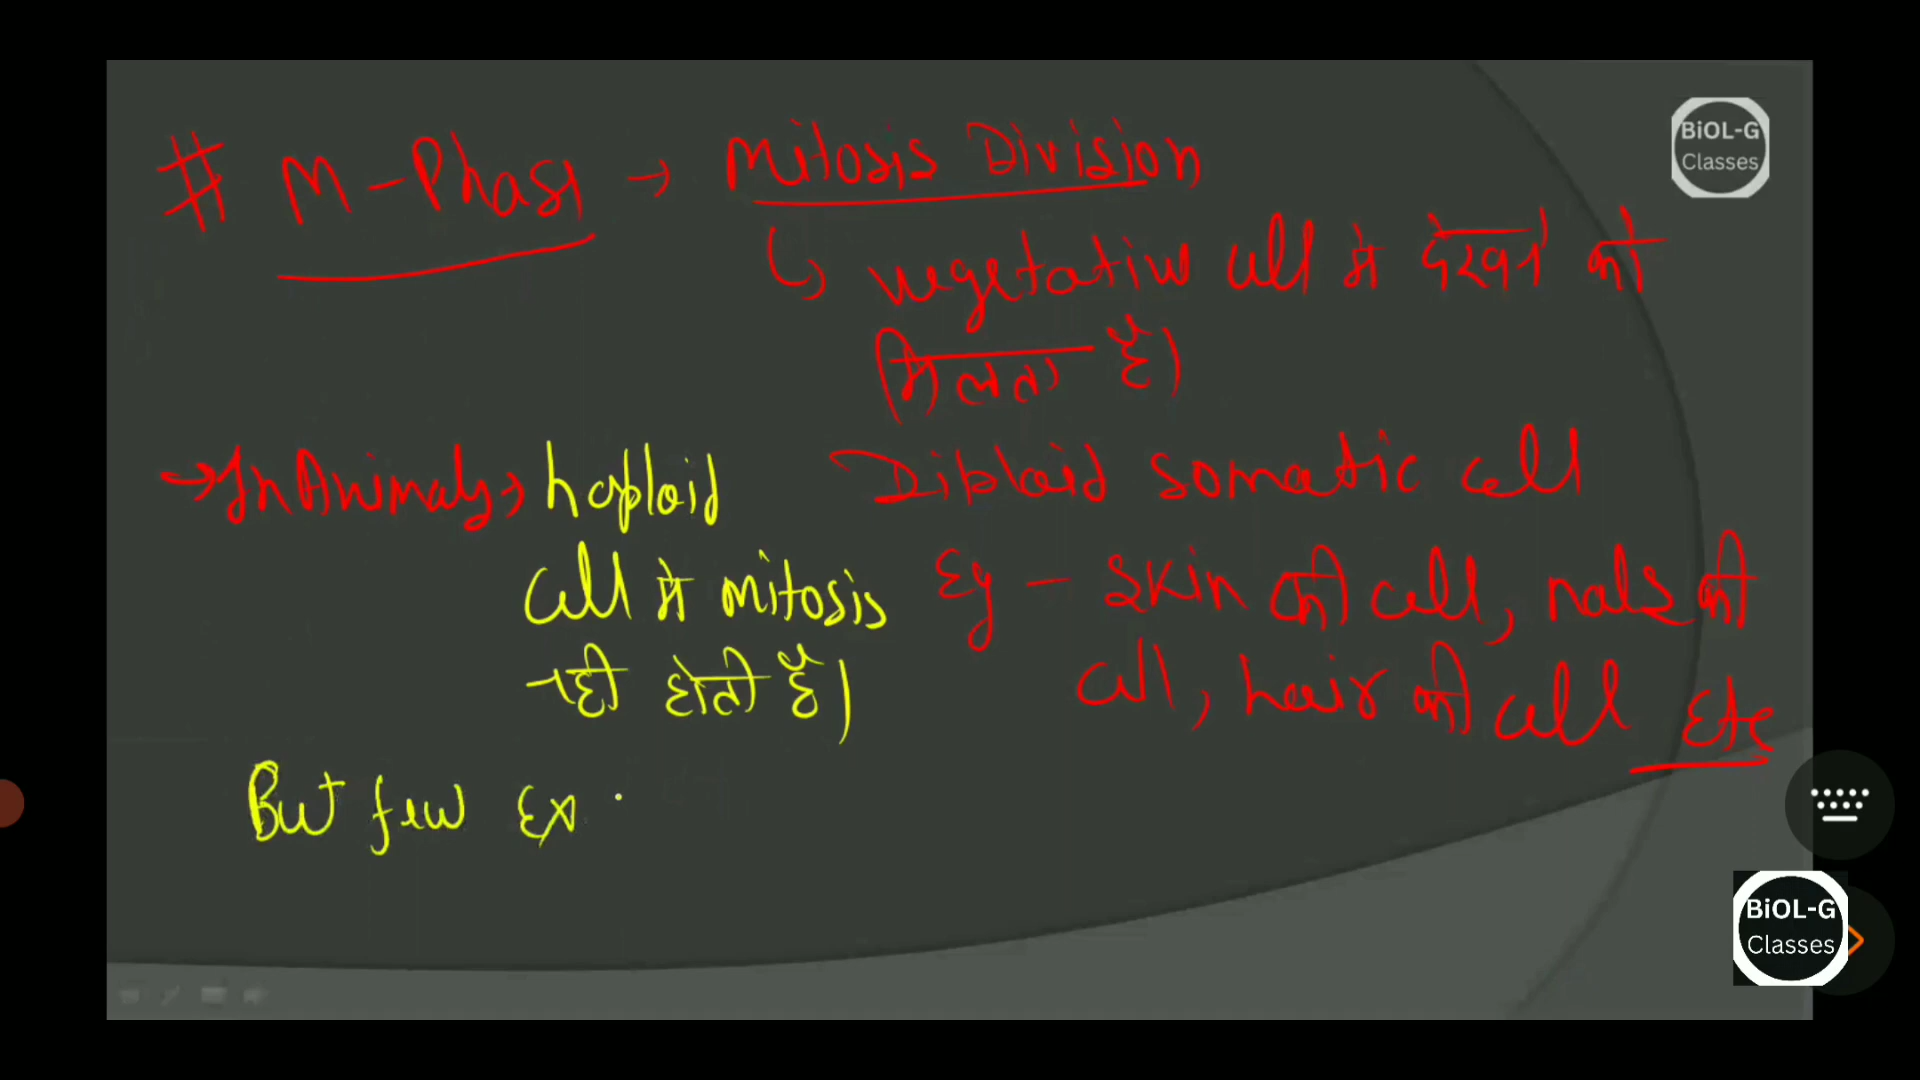 BiOL-G
Classes
# M-Phase → Mitosis Division
↳ vegetative cell मे देखने को
मिलता है।
→ In Animals → haploid Diploid somatic cell
cell मे mitosis Eg - skin की cell, nals की
नही होती है। cell, hair की cell Etc
But few Ex
BiOL-G
Classes